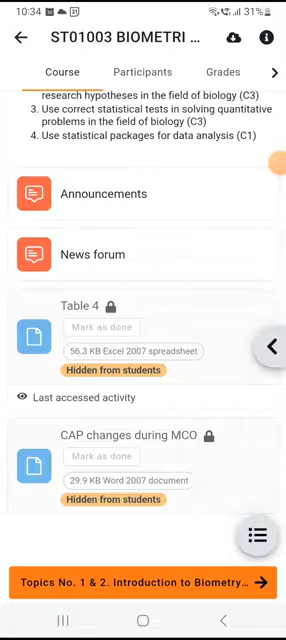 10:34 31%
ST01003 BIOMETRI ...
Course Participants Grades
research hypotheses in the field of biology (C3)
3. Use correct statistical tests in solving quantitative
problems in the field of biology (C3)
4. Use statistical packages for data analysis (C1)
Announcements
News forum
Table 4
Mark as done
56.3 KB Excel 2007 spreadsheet
Hidden from students
Last accessed activity
CAP changes during MCO
Mark as done
29.9 KB Word 2007 document
Hidden from students
Topics No. 1 & 2. Introduction to Biometry...